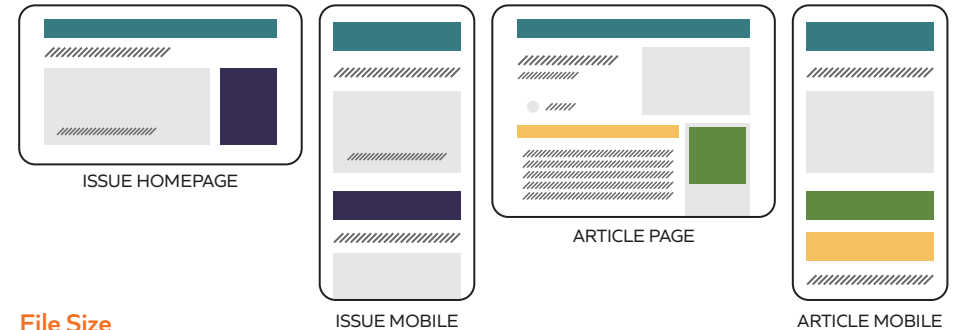 ISSUE HOMEPAGE
ARTICLE PAGE
File Size
ISSUE MOBILE
ARTICLE MOBILE